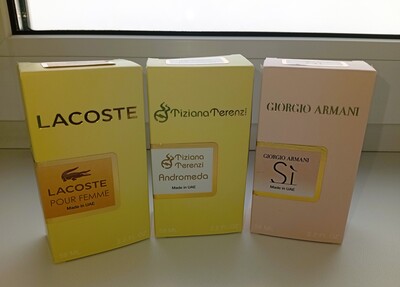 LACOSTE
LACOSTE
POUR FEMME
Made in UAE
Tiziana Terenzi
Tiziana
Terenzi
Andromeda
Made in UAE
GIORGIO ARMANI
GIORGIO ARMANI
Sì
Made in UAE